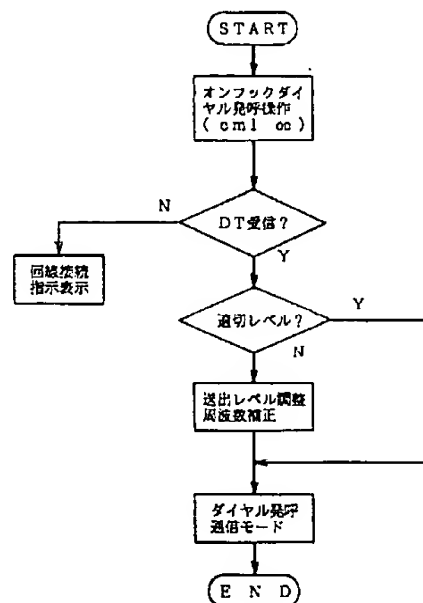 START
オンフックダイ
ヤル発呼操作
( cml on)
N
DT受信?
Y
回線接続
指示表示
適切レベル?
Y
N
送出レベル調整
周波数補正
ダイヤル発呼
通信モード
END